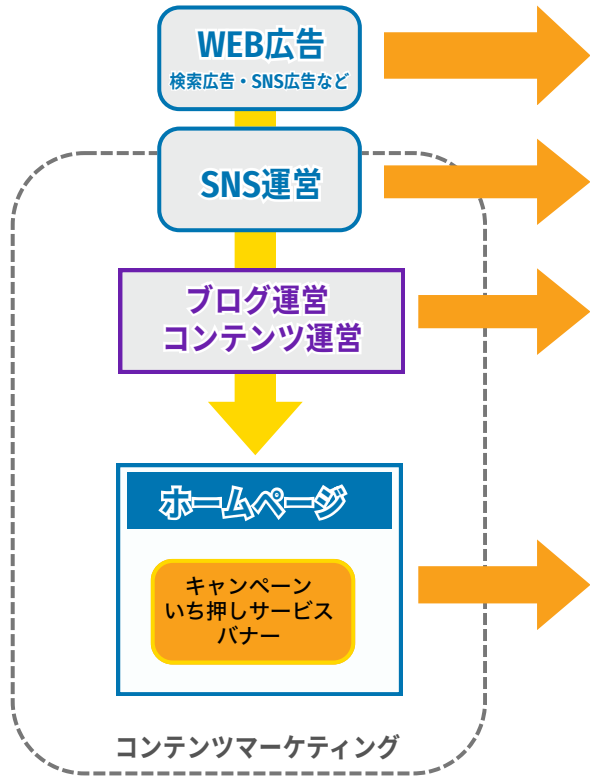 WEB広告
検索広告・SNS広告など
SNS運営
ブログ運営
コンテンツ運営
ホームページ
キャンペーン
いち押しサービス
バナー
コンテンツマーケティング